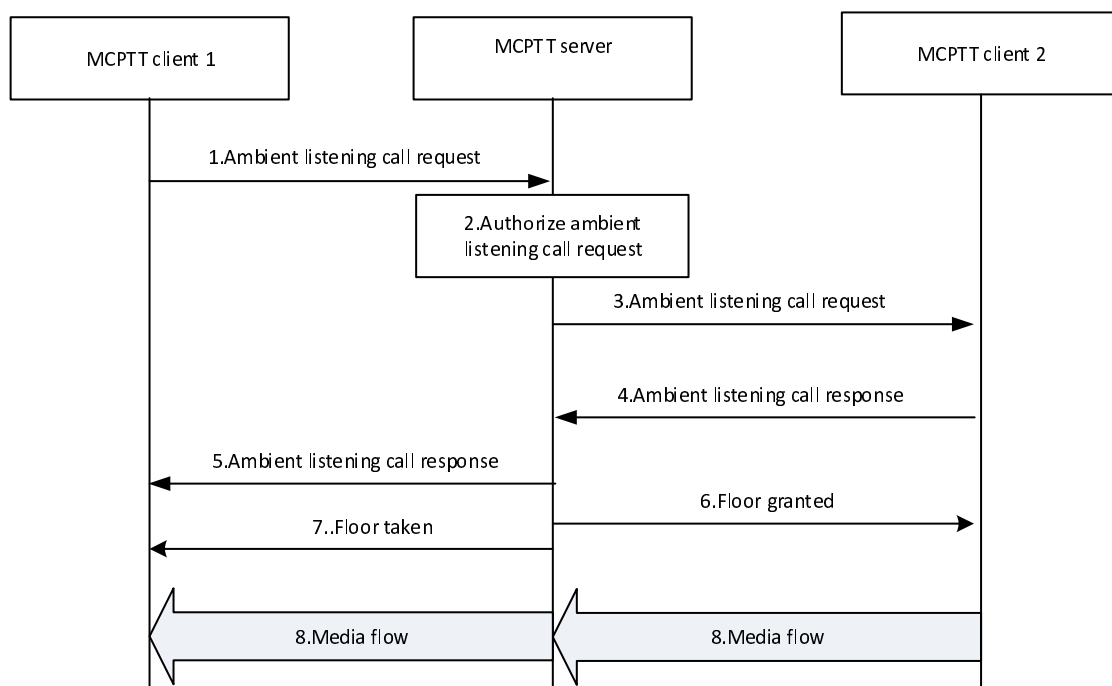 MCPTT client 1
MCPTT server
MCPTT client 2
1.Ambient listening call request
2.Authorize ambient
listening call request
3.Ambient listening call request
4.Ambient listening call response
5.Ambient listening call response
6.Floor granted
7..Floor taken
8.Media flow
8.Media flow